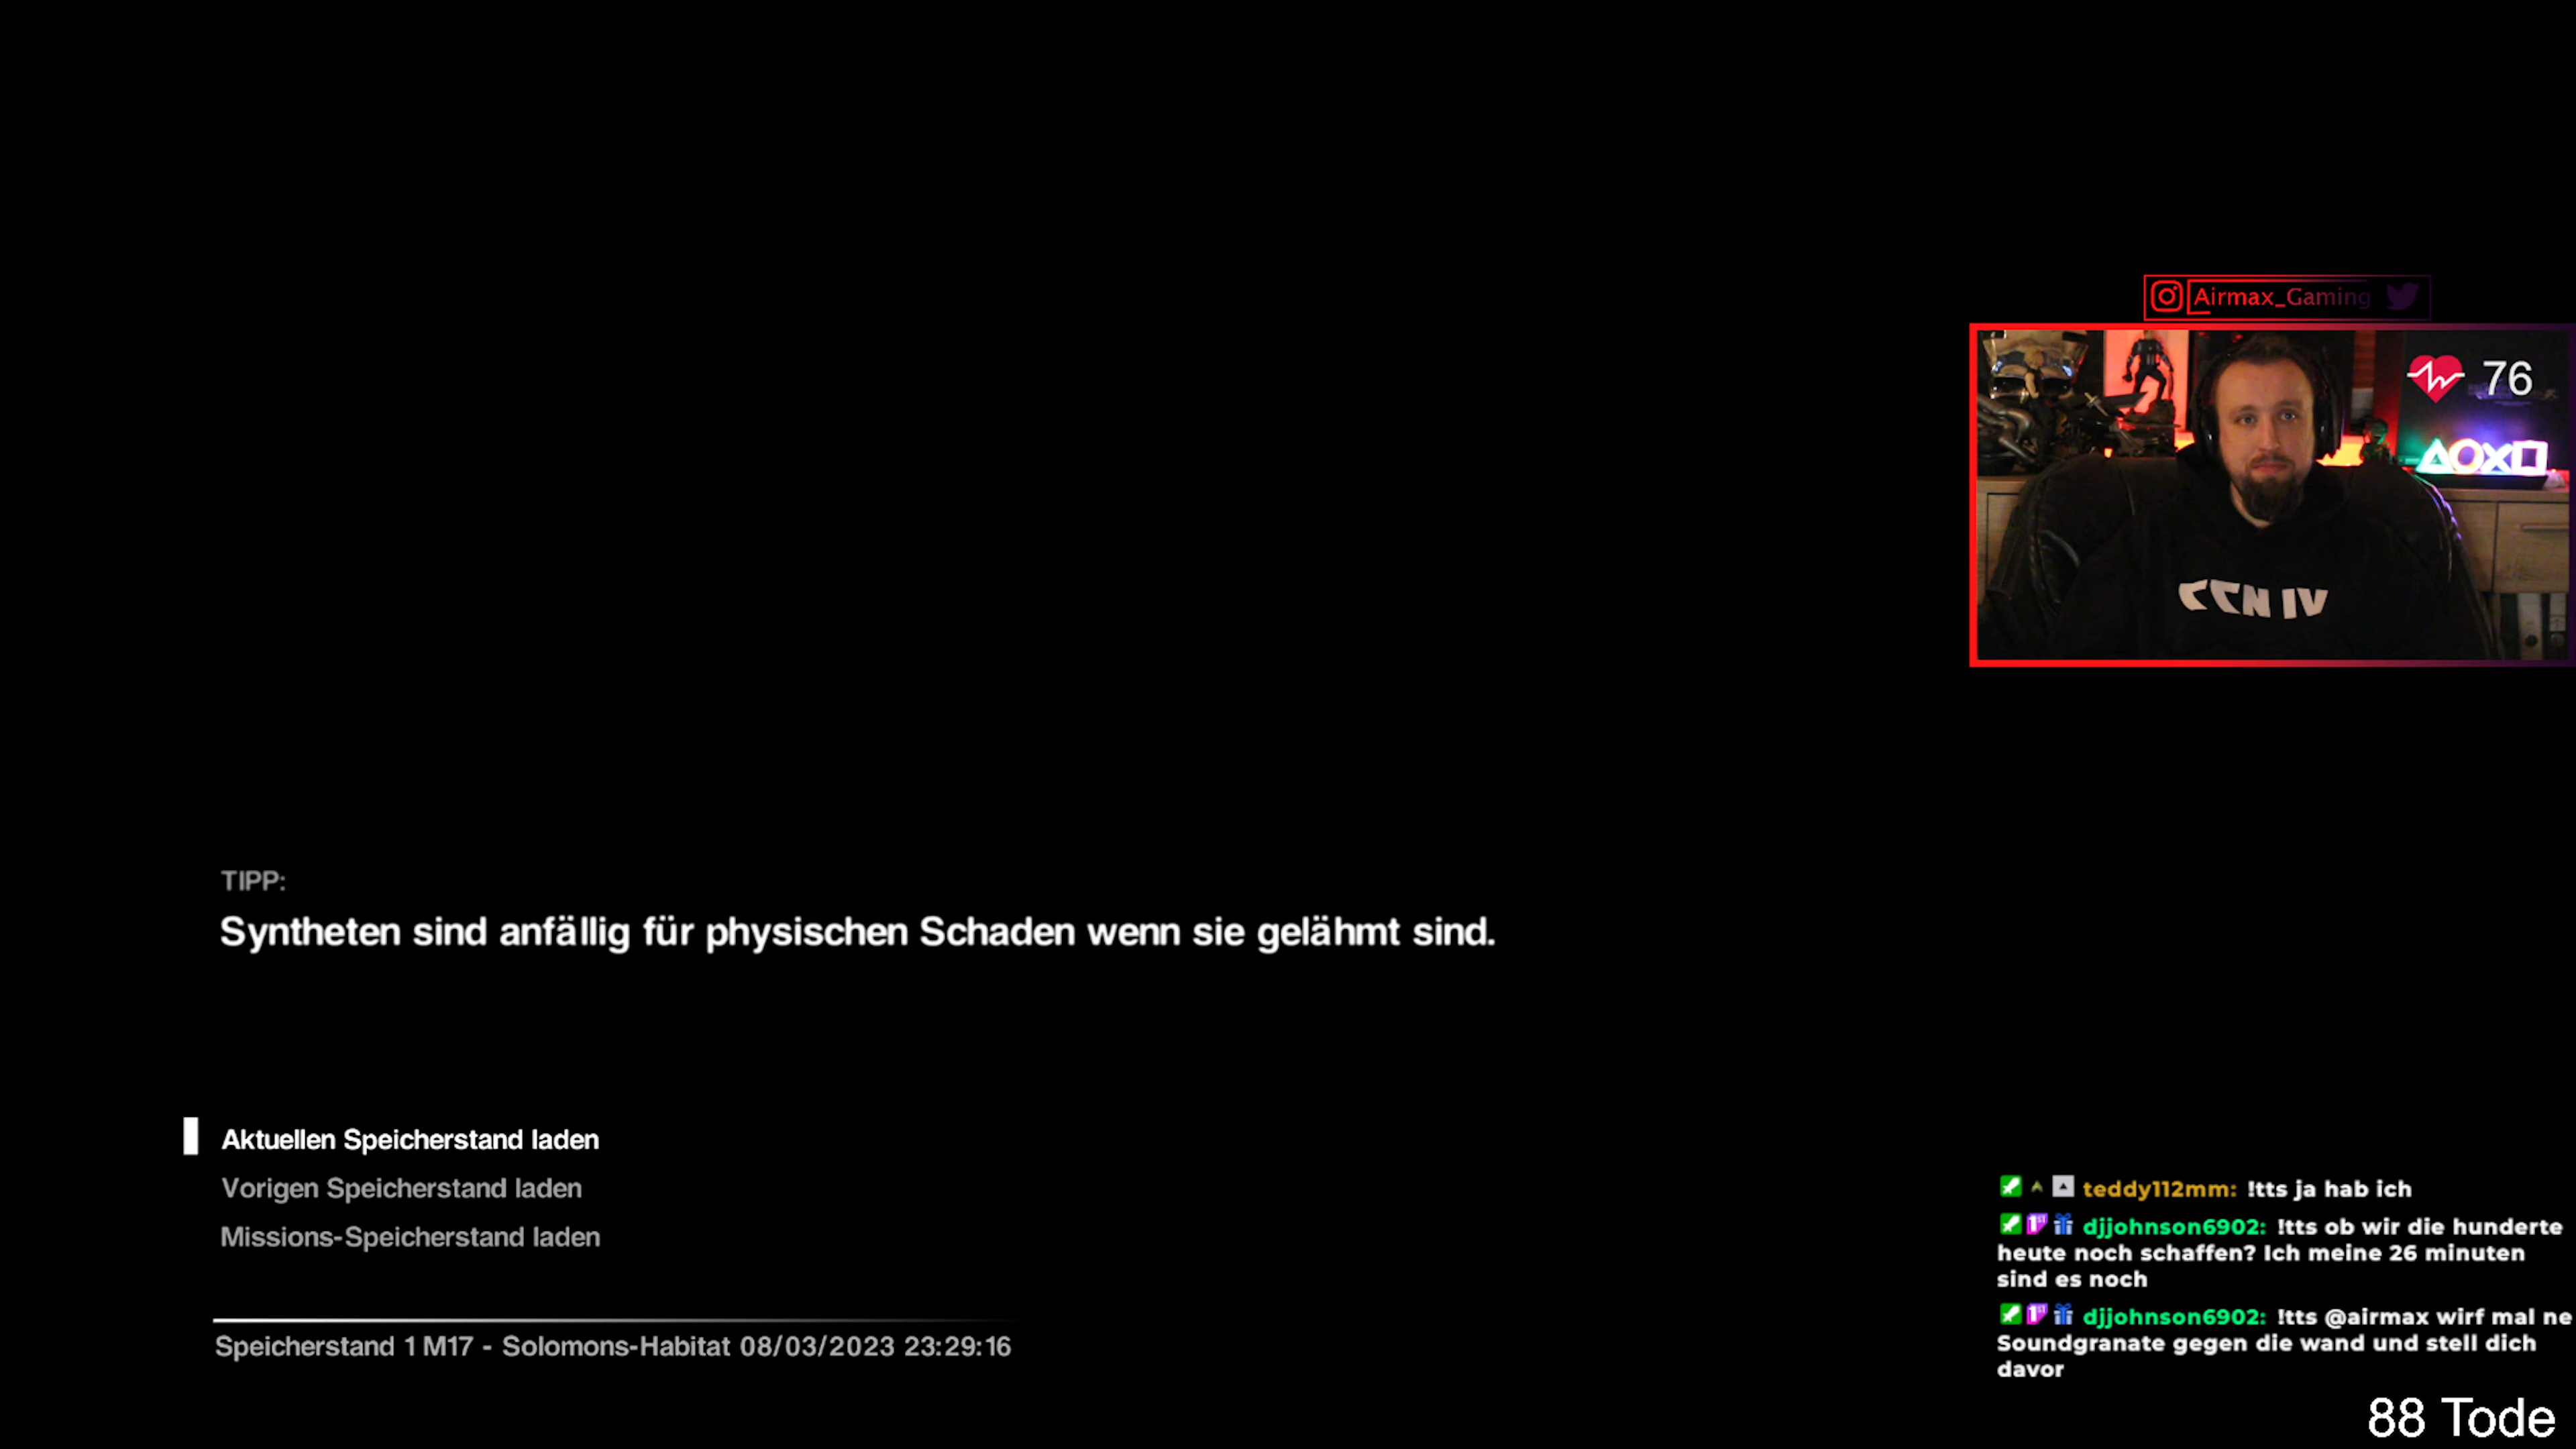 Airmax_Gaming
76
TIPP:
Syntheten sind anfällig für physischen Schaden wenn sie gelähmt sind.
Aktuellen Speicherstand laden
Vorigen Speicherstand laden
Missions-Speicherstand laden
Speicherstand 1 M17 - Solomons-Habitat 08/03/2023 23:29:16
teddy112mm: !tts ja hab ich
djjohnson6902: !tts ob wir die hunderte
heute noch schaffen? Ich meine 26 minuten
sind es noch
djjohnson6902: !tts @airmax wirf mal ne
Soundgranate gegen die wand und stell dich
davor
88 Tode